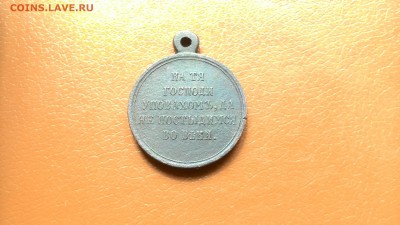 COINS.LAVE.RU
НА ТЯ
ГОСПОДИ
УПОВАХОМЪ, ДА
НЕ ПОСТЫДИМСЯ
ВО ВѢКИ.